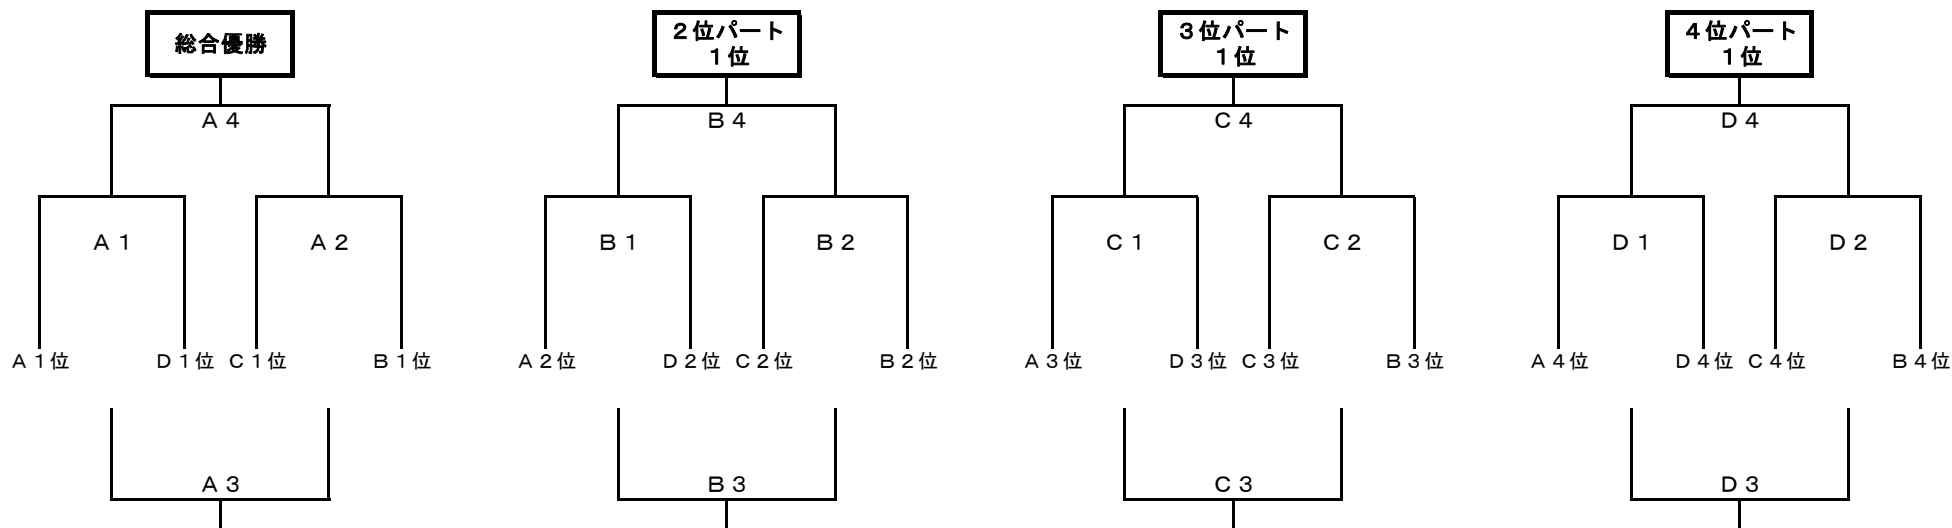 総合優勝
２位パート
１位
３位パート
１位
４位パート
１位
Ａ４
Ｂ４
Ｃ４
Ｄ４
Ａ１
Ａ２
Ｂ１
Ｂ２
Ｃ１
Ｃ２
Ｄ１
Ｄ２
Ａ１位
Ｄ１位
Ｃ１位
Ｂ１位
Ａ２位
Ｄ２位
Ｃ２位
Ｂ２位
Ａ３位
Ｄ３位
Ｃ３位
Ｂ３位
Ａ４位
Ｄ４位
Ｃ４位
Ｂ４位
Ａ３
Ｂ３
Ｃ３
Ｄ３